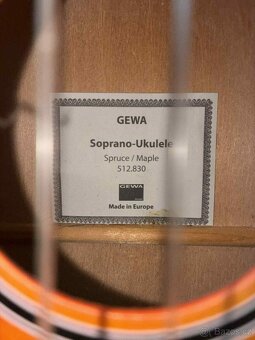 GEWA
Soprano-Ukulele
Spruce / Maple
512.830
GEWA
Made in Europe